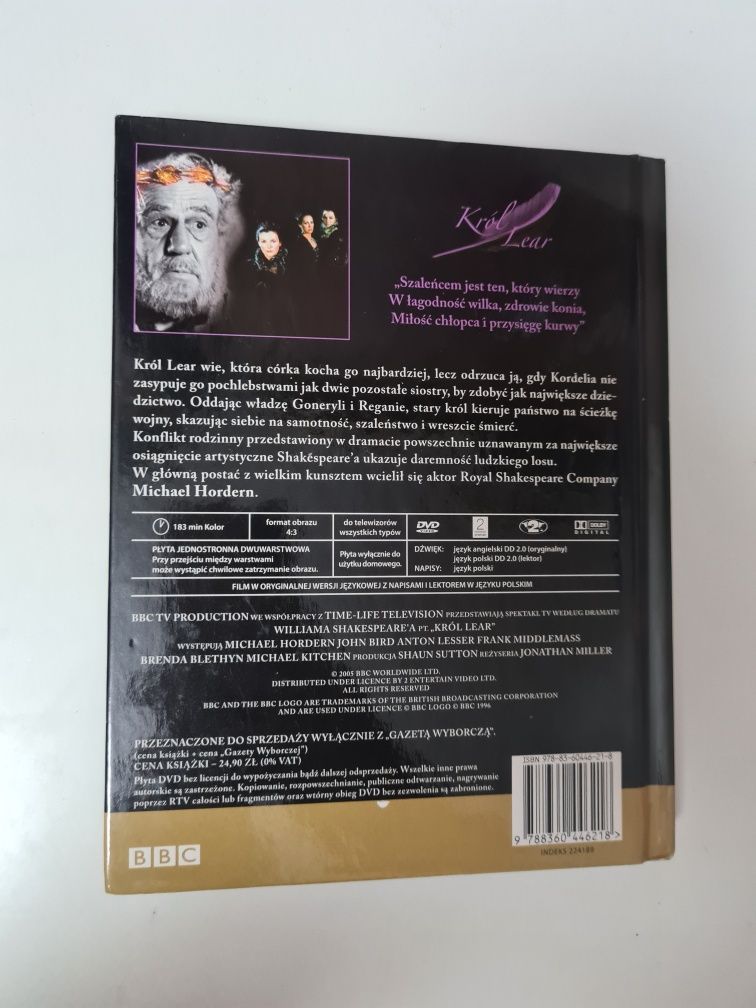 Król
Lear
„Szaleńcem jest ten, który wierzy
W łagodność wilka, zdrowie konia,
Miłość chłopca i przysięgę kurwy”
Król Lear wie, która córka kocha go najbardziej, lecz odrzuca ją, gdy Kordelia nie
zasypuje go pochlebstwami jak dwie pozostałe siostry, by zdobyć jak największe dzie-
dzictwo. Oddając władzę Goneryli i Reganie, stary król kieruje państwo na ścieżkę
wojny, skazując siebie na samotność, szaleństwo i wreszcie śmierć.
Konflikt rodzinny przedstawiony w dramacie powszechnie uznawanym za największe
osiągnięcie artystyczne Shakéspeare’a ukazuje daremność ludzkiego losu.
W główną postać z wielkim kunsztem wcielił się aktor Royal Shakespeare Company
Michael Hordern.
183 min Kolor
format obrazu
4:3
do telewizorów
wszystkich typów
DVD
VIDEO
2
2
DOLBY
DIGITAL
PŁYTA JEDNOSTRONNA DWUWARSTWOWA
Przy przejściu między warstwami
może wystąpić chwilowe zatrzymanie obrazu.
Płyta wyłącznie do
użytku domowego.
DŹWIĘK: język angielski DD 2.0 (oryginalny)
język polski DD 2.0 (lektor)
NAPISY: język polski
FILM W ORYGINALNEJ WERSJI JĘZYKOWEJ Z NAPISAMI I LEKTOREM W JĘZYKU POLSKIM
BBC TV PRODUCTION WE WSPÓŁPRACY Z TIME-LIFE TELEVISION PRZEDSTAWIAJĄ SPEKTAKL TV WEDŁUG DRAMATU
WILLIAMA SHAKESPEARE’A PT. „KRÓL LEAR”
WYSTĘPUJĄ MICHAEL HORDERN JOHN BIRD ANTON LESSER FRANK MIDDLEMASS
BRENDA BLETHYN MICHAEL KITCHEN PRODUKCJA SHAUN SUTTON REŻYSERIA JONATHAN MILLER
© 2005 BBC WORLDWIDE LTD.
DISTRIBUTED UNDER LICENCE BY 2 ENTERTAIN VIDEO LTD.
ALL RIGHTS RESERVED
BBC AND THE BBC LOGO ARE TRADEMARKS OF THE BRITISH BROADCASTING CORPORATION
AND ARE USED UNDER LICENCE © BBC LOGO © BBC 1996
PRZEZNACZONE DO SPRZEDAŻY WYŁĄCZNIE Z „GAZETĄ WYBORCZĄ”.
(cena książki + cena „Gazety Wyborczej”)
CENA KSIĄŻKI – 24,90 ZŁ (0% VAT)
Płyta DVD bez licencji do wypożyczania bądź dalszej odsprzedaży. Wszelkie inne prawa
autorskie są zastrzeżone. Kopiowanie, rozpowszechnianie, publiczne odtwarzanie, nagrywanie
poprzez RTV całości lub fragmentów oraz wtórny obieg DVD bez zezwolenia są zabronione.
ISBN 978-83-60446-21-8
9 788360 446218 >
INDEKS 224189
BBC